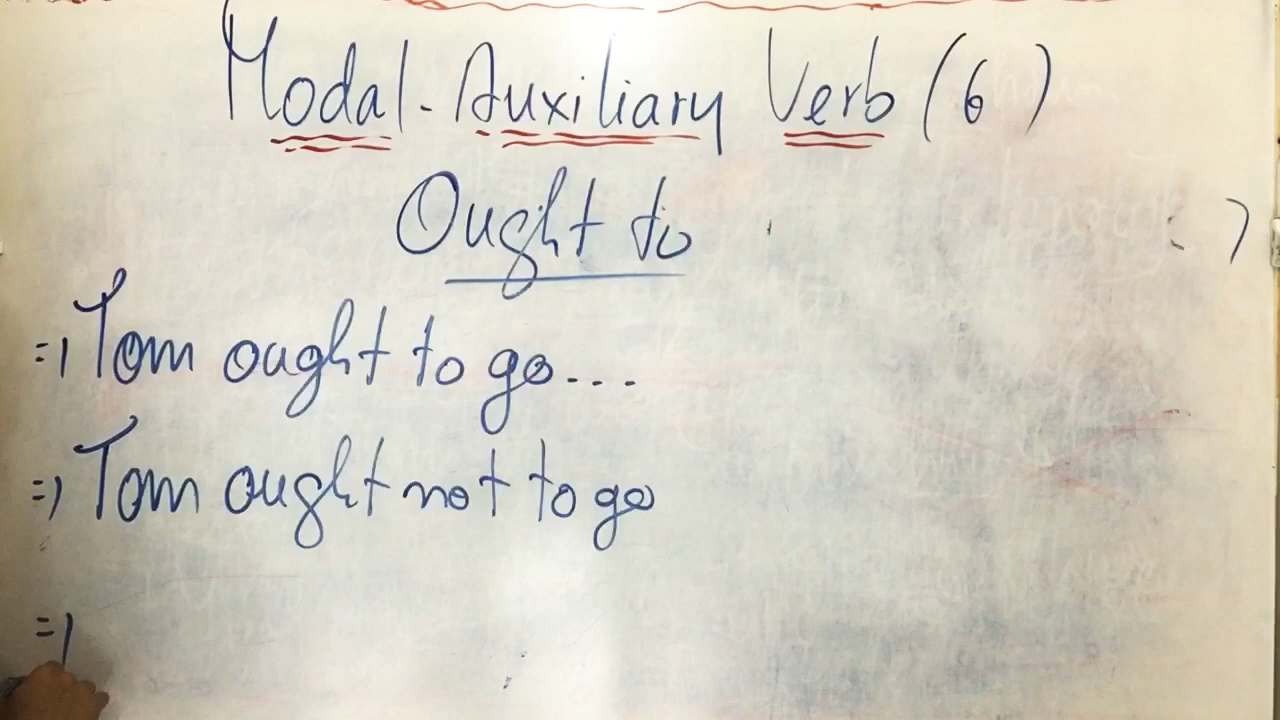 Modal-Auxiliary Verb (6)
Ought to
=) Tom ought to go...
=) Tom ought not to go
=)